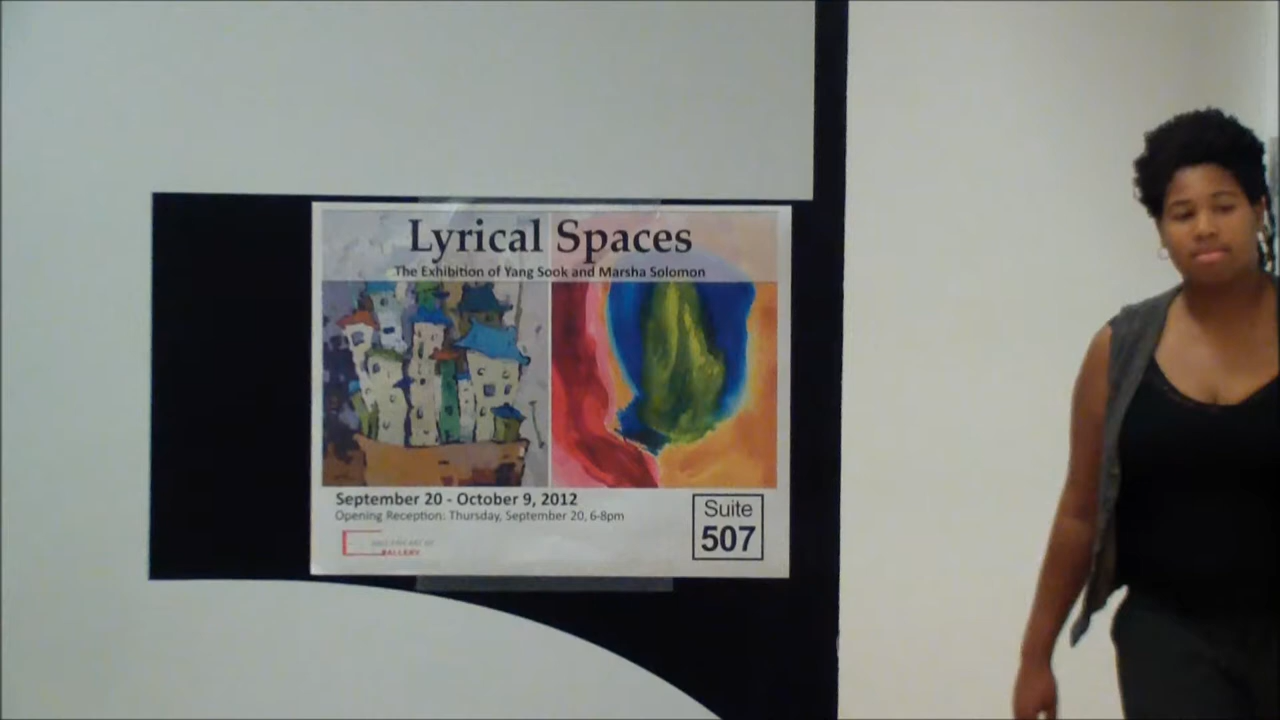 Lyrical Spaces
The Exhibition of Yang Sook and Marsha Solomon
September 20 - October 9, 2012
Opening Reception: Thursday, September 20, 6-8pm
Suite
507
GALLERY